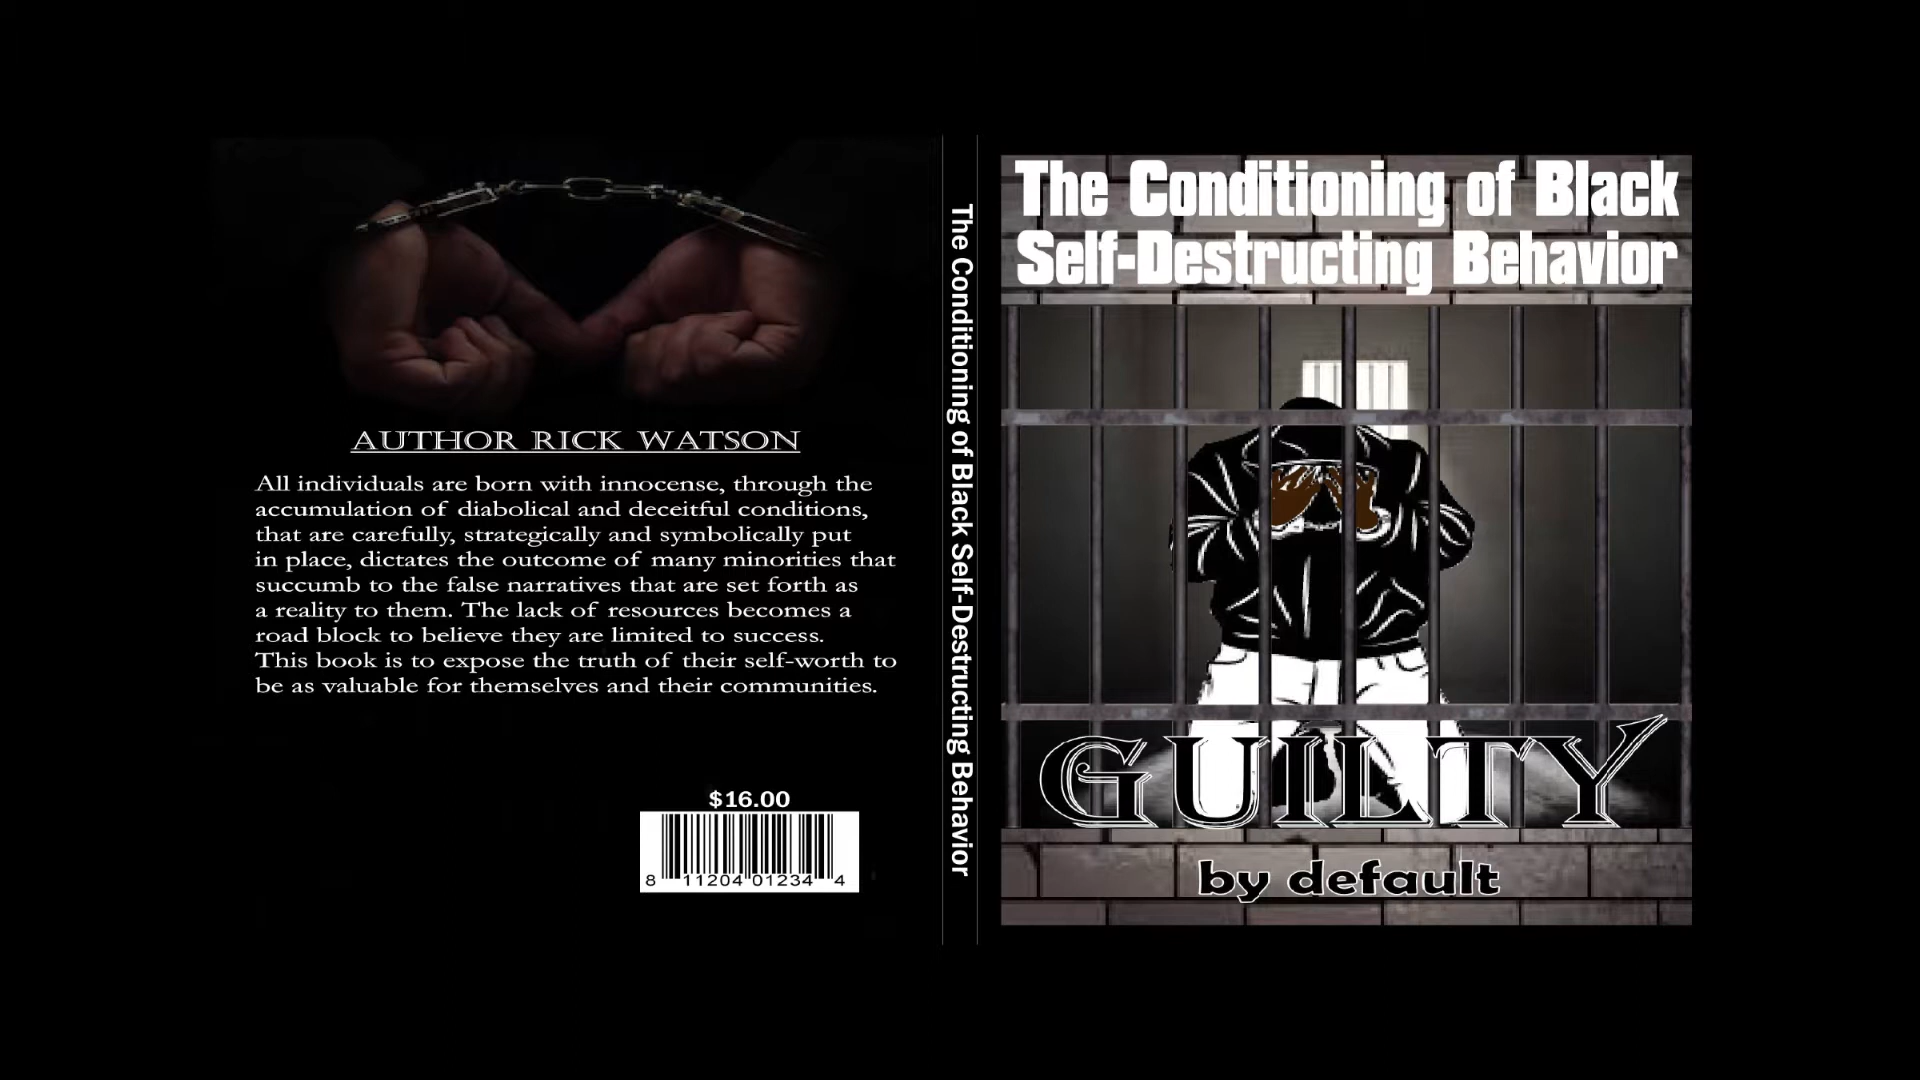 AUTHOR RICK WATSON
All individuals are born with innocense, through the
accumulation of diabolical and deceitful conditions,
that are carefully, strategically and symbolically put
in place, dictates the outcome of many minorities that
succumb to the false narratives that are set forth as
a reality to them. The lack of resources becomes a
road block to believe they are limited to success.
This book is to expose the truth of their self-worth to
be as valuable for themselves and their communities.
$16.00
8 11204 01234 4
The Conditioning of Black Self-Destructing Behavior
The Conditioning of Black
Self-Destructing Behavior
GUILTY
by default